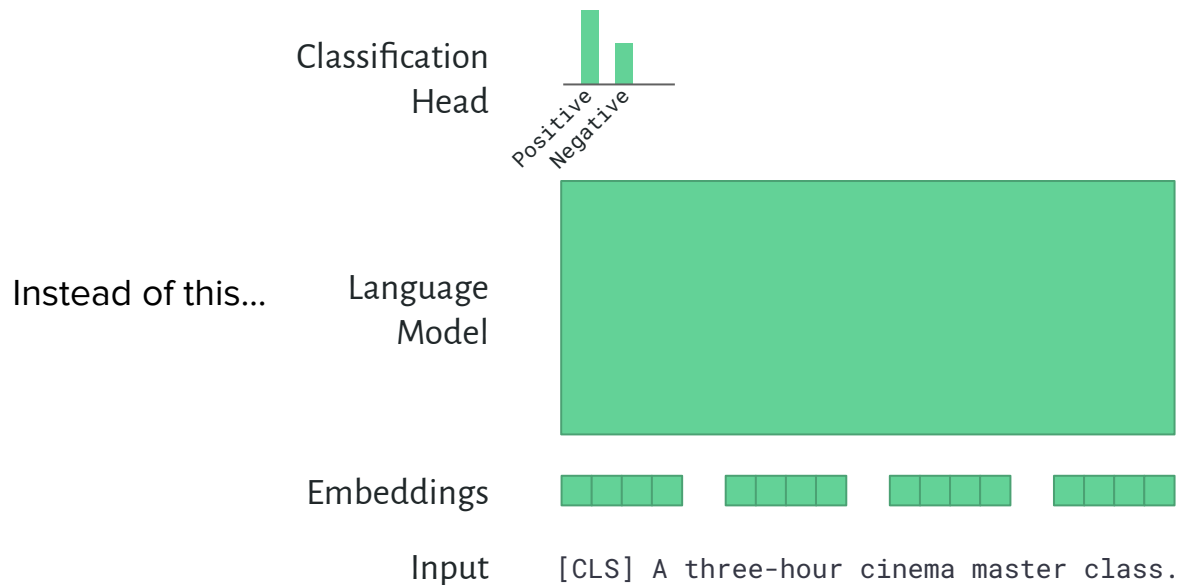 Classification
Head
Positive
Negative
Instead of this...
Language
Model
Embeddings
Input
[CLS] A three-hour cinema master class.